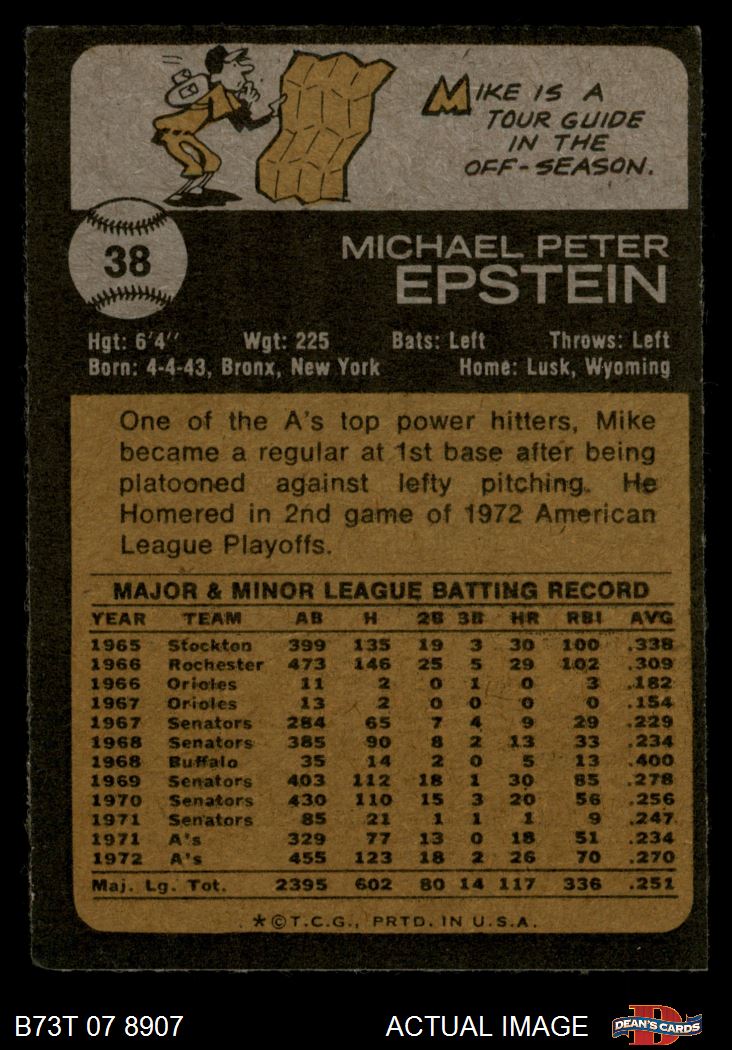 MIKE IS A
TOUR GUIDE
IN THE
OFF-SEASON.
38
MICHAEL PETER
EPSTEIN
Hgt: 6'4" Wgt: 225 Bats: Left Throws: Left
Born: 4-4-43, Bronx, New York Home: Lusk, Wyoming
One of the A's top power hitters, Mike
became a regular at 1st base after being
platooned against lefty pitching. He
Homered in 2nd game of 1972 American
League Playoffs.
MAJOR & MINOR LEAGUE BATTING RECORD
YEAR TEAM AB H 2B 3B HR RBI AVG
1965 Stockton 399 135 19 3 30 100 .338
1966 Rochester 473 146 25 5 29 102 .309
1966 Orioles 11 2 0 1 0 3 .182
1967 Orioles 13 2 0 0 0 0 .154
1967 Senators 284 65 7 4 9 29 .229
1968 Senators 385 90 8 2 13 33 .234
1968 Buffalo 35 14 2 0 5 13 .400
1969 Senators 403 112 18 1 30 85 .278
1970 Senators 430 110 15 3 20 56 .256
1971 Senators 85 21 1 1 1 9 .247
1971 A's 329 77 13 0 18 51 .234
1972 A's 455 123 18 2 26 70 .270
Maj. Lg. Tot. 2395 602 80 14 117 336 .251
*©T.C.G., PRTD. IN U.S.A.
B73T 07 8907 ACTUAL IMAGE DEAN'S CARDS